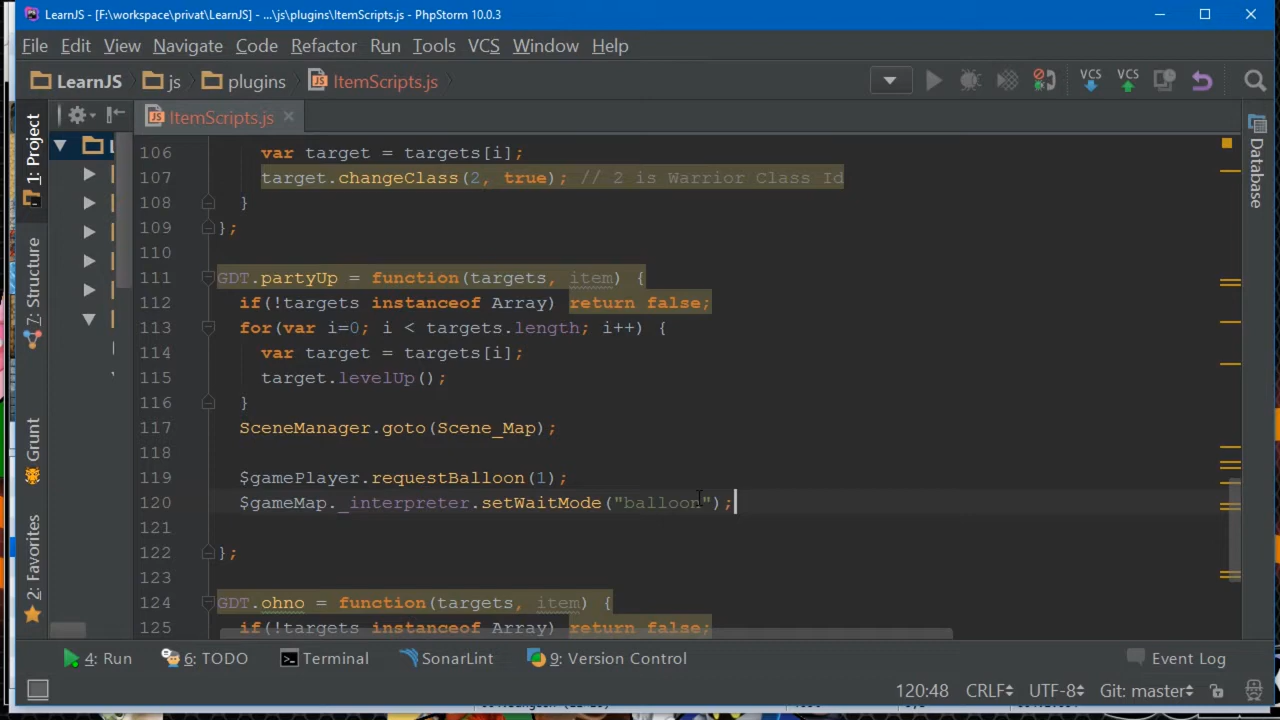 LearnJS - [F:\workspace\privat\LearnJS] - ...\js\plugins\ItemScripts.js - PhpStorm 10.0.3
File Edit View Navigate Code Refactor Run Tools VCS Window Help
LearnJS js plugins ItemScripts.js VCS VCS
1: Project
7: Structure
Grunt
2: Favorites
ItemScripts.js
Database
106 var target = targets[i];
107 target.changeClass(2, true); // 2 is Warrior Class Id
108 }
109 };
110
111 GDT.partyUp = function(targets, item) {
112 if(!targets instanceof Array) return false;
113 for(var i=0; i < targets.length; i++) {
114 var target = targets[i];
115 target.levelUp();
116 }
117 SceneManager.goto(Scene_Map);
118
119 $gamePlayer.requestBalloon(1);
120 $gameMap._interpreter.setWaitMode("balloon");
121
122 };
123
124 GDT.ohno = function(targets, item) {
125 if(!targets instanceof Array) return false;
4: Run 6: TODO Terminal SonarLint 9: Version Control Event Log
120:48 CRLF UTF-8 Git: master